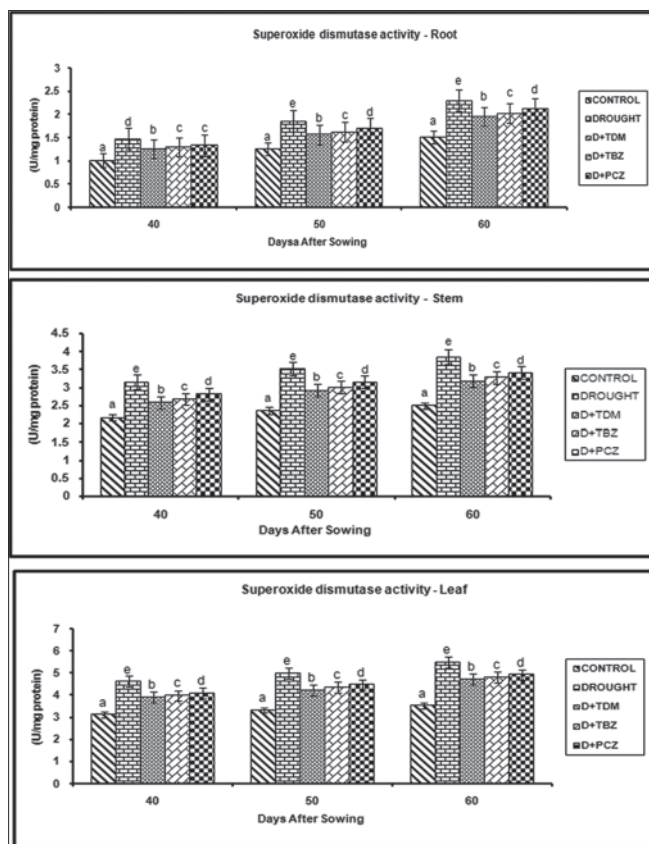 Superoxide dismutase activity - Root
(U/mg protein)
3
2.5
2
1.5
1
0.5
0
a d b c c
a e b c d
a e b c d
40 50 60
Daysa After Sowing
CONTROL
DROUGHT
D+TDM
D+TBZ
D+PCZ
Superoxide dismutase activity - Stem
(U/mg protein)
4.5
4
3.5
3
2.5
2
1.5
1
0.5
0
a e b c d
a e b c d
a e b c d
40 50 60
Days After Sowing
CONTROL
DROUGHT
D+TDM
D+TBZ
D+PCZ
Superoxide dismutase activity - Leaf
(U/mg protein)
7
6
5
4
3
2
1
0
a e b c d
a e b c d
a e b c d
40 50 60
Days After Sowing
CONTROL
DROUGHT
D+TDM
D+TBZ
D+PCZ